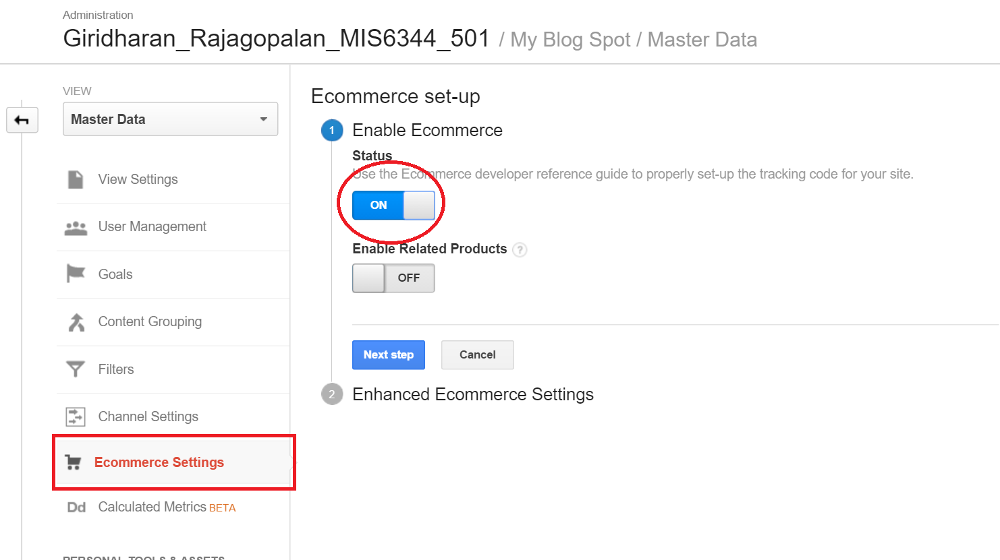 Administration
Giridharan_Rajagopalan_MIS6344_501 / My Blog Spot / Master Data
VIEW
Master Data
View Settings
User Management
Goals
Content Grouping
Filters
Channel Settings
Ecommerce Settings
Dd Calculated Metrics BETA
PERSONAL TOOLS & ASSETS
Ecommerce set-up
1 Enable Ecommerce
Status
Use the Ecommerce developer reference guide to properly set-up the tracking code for your site.
ON
Enable Related Products ?
OFF
Next step Cancel
2 Enhanced Ecommerce Settings